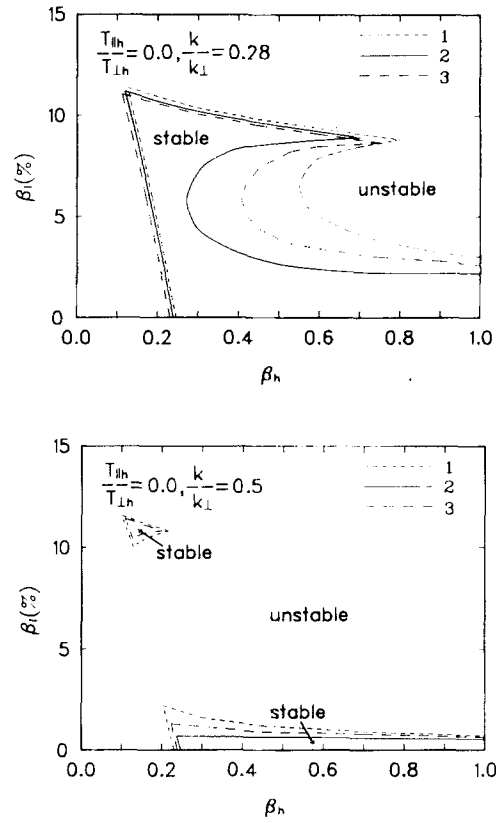 15
T∥h/T⊥h = 0.0, k/k⊥ = 0.28
1
2
3
10
stable
unstable
βi(%)
5
0
0.0 0.2 0.4 0.6 0.8 1.0
βh
15
T∥h/T⊥h = 0.0, k/k⊥ = 0.5
1
2
3
10
stable
unstable
βi(%)
5
stable
0
0.0 0.2 0.4 0.6 0.8 1.0
βh